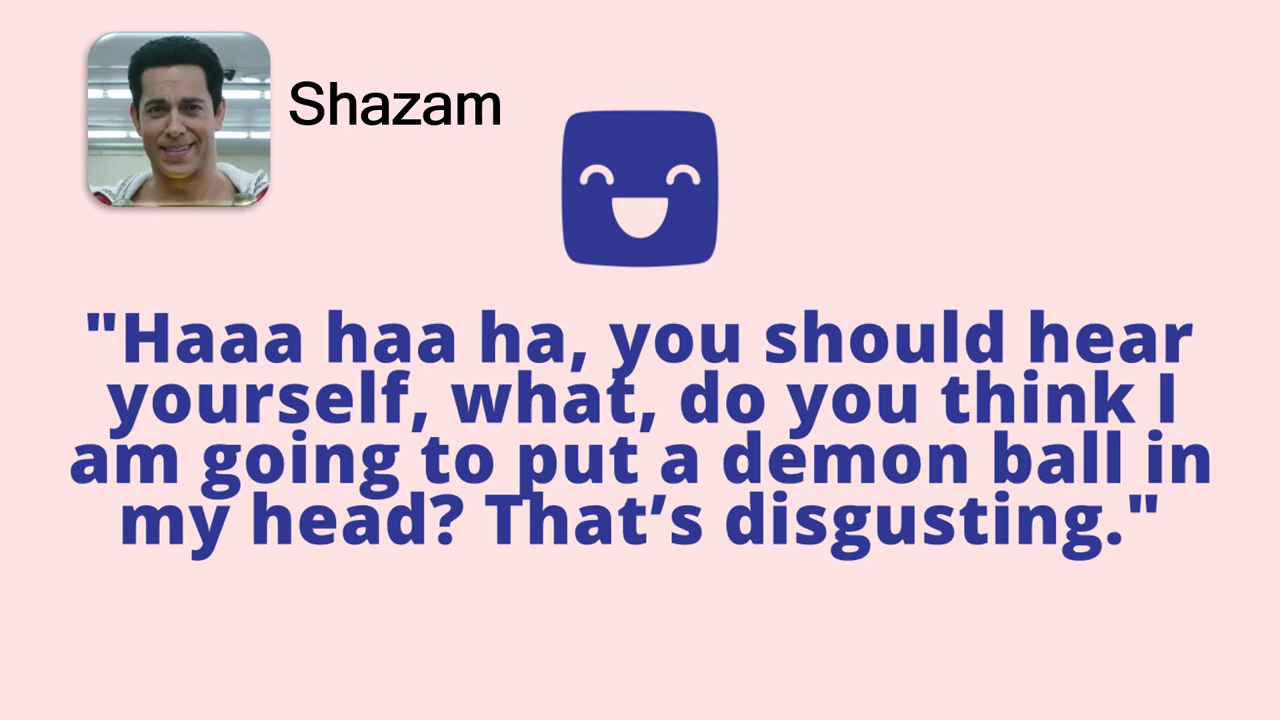 Shazam
"Haaa haa ha, you should hear
yourself, what, do you think I
am going to put a demon ball in
my head? That’s disgusting."